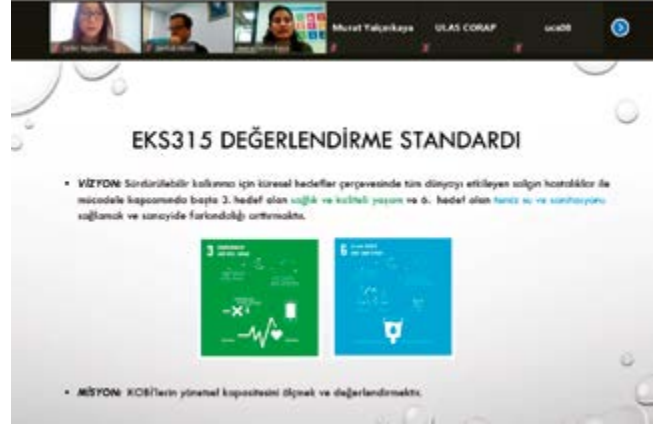 Murat Yalçınkaya
ULAS CORAP
EKS315 DEĞERLENDİRME STANDARDI
• VİZYON: Sürdürülebilir kalkınma için küresel hedefler çerçevesinde tüm dünyayı etkileyen salgın hastalıklar ile
mücadele kapsamında başta 3. hedef olan sağlık ve kaliteli yaşam ve 6. hedef olan temiz su ve sanitasyonu
sağlamak ve sanayide farkındalığı arttırmaktır.
3
6
• MİSYON: KOBİ'lerin yönetsel kapasitesini ölçmek ve değerlendirmektir.